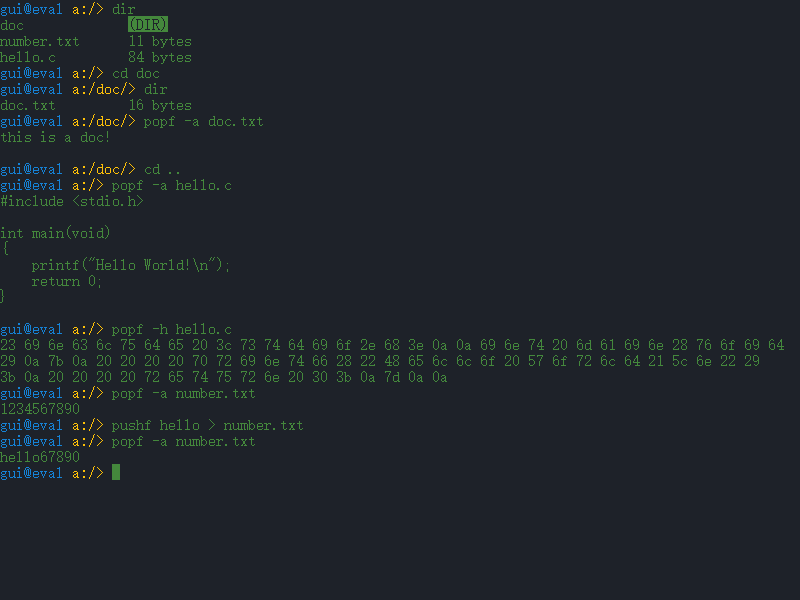 gui@eval a:/> dir
doc             (DIR)
number.txt      11 bytes
hello.c         84 bytes
gui@eval a:/> cd doc
gui@eval a:/doc/> dir
doc.txt         16 bytes
gui@eval a:/doc/> popf -a doc.txt
this is a doc!
gui@eval a:/doc/> cd ..
gui@eval a:/> popf -a hello.c
#include <stdio.h>
int main(void)
{
    printf("Hello World!\n");
    return 0;
}
gui@eval a:/> popf -h hello.c
23 69 6e 63 6c 75 64 65 20 3c 73 74 64 69 6f 2e 68 3e 0a 0a 69 6e 74 20 6d 61 69 6e 28 76 6f 69 64
29 0a 7b 0a 20 20 20 20 70 72 69 6e 74 66 28 22 48 65 6c 6c 6f 20 57 6f 72 6c 64 21 5c 6e 22 29
3b 0a 20 20 20 20 72 65 74 75 72 6e 20 30 3b 0a 7d 0a 0a
gui@eval a:/> popf -a number.txt
1234567890
gui@eval a:/> pushf hello > number.txt
gui@eval a:/> popf -a number.txt
hello67890
gui@eval a:/>